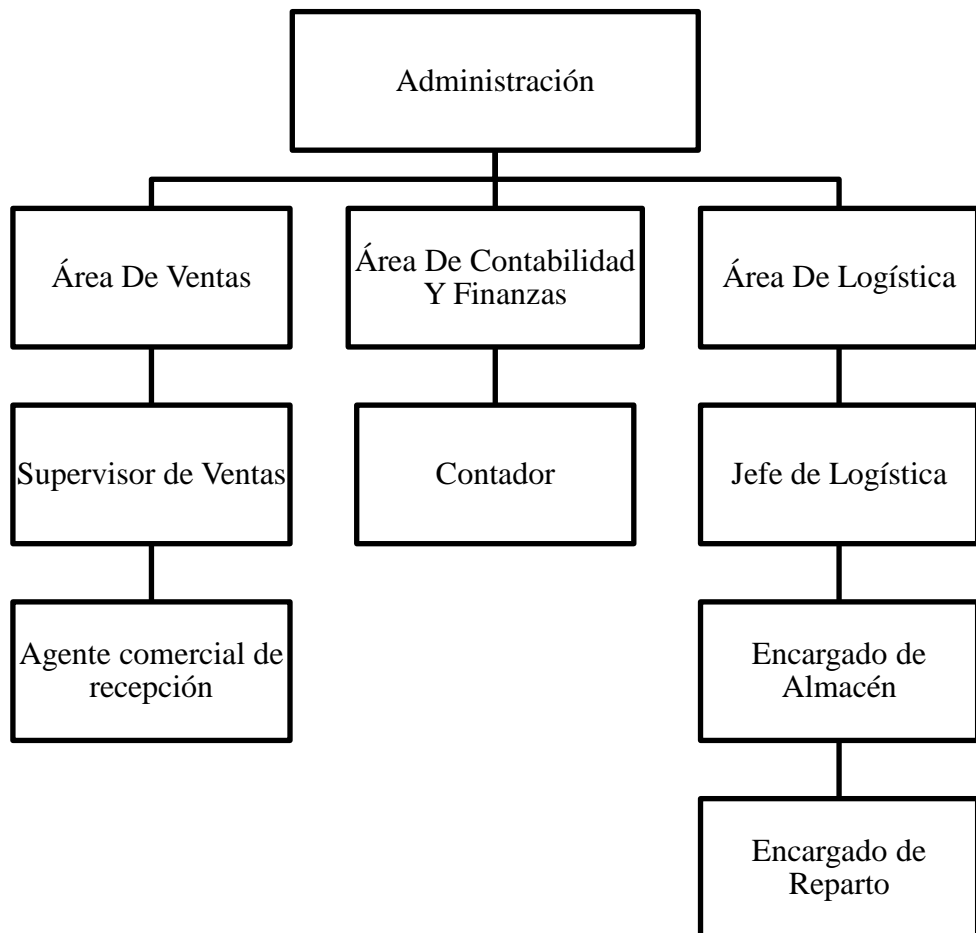 Administración
Área De Ventas
Área De Contabilidad
Y Finanzas
Área De Logística
Supervisor de Ventas
Contador
Jefe de Logística
Agente comercial de
recepción
Encargado de
Almacén
Encargado de
Reparto